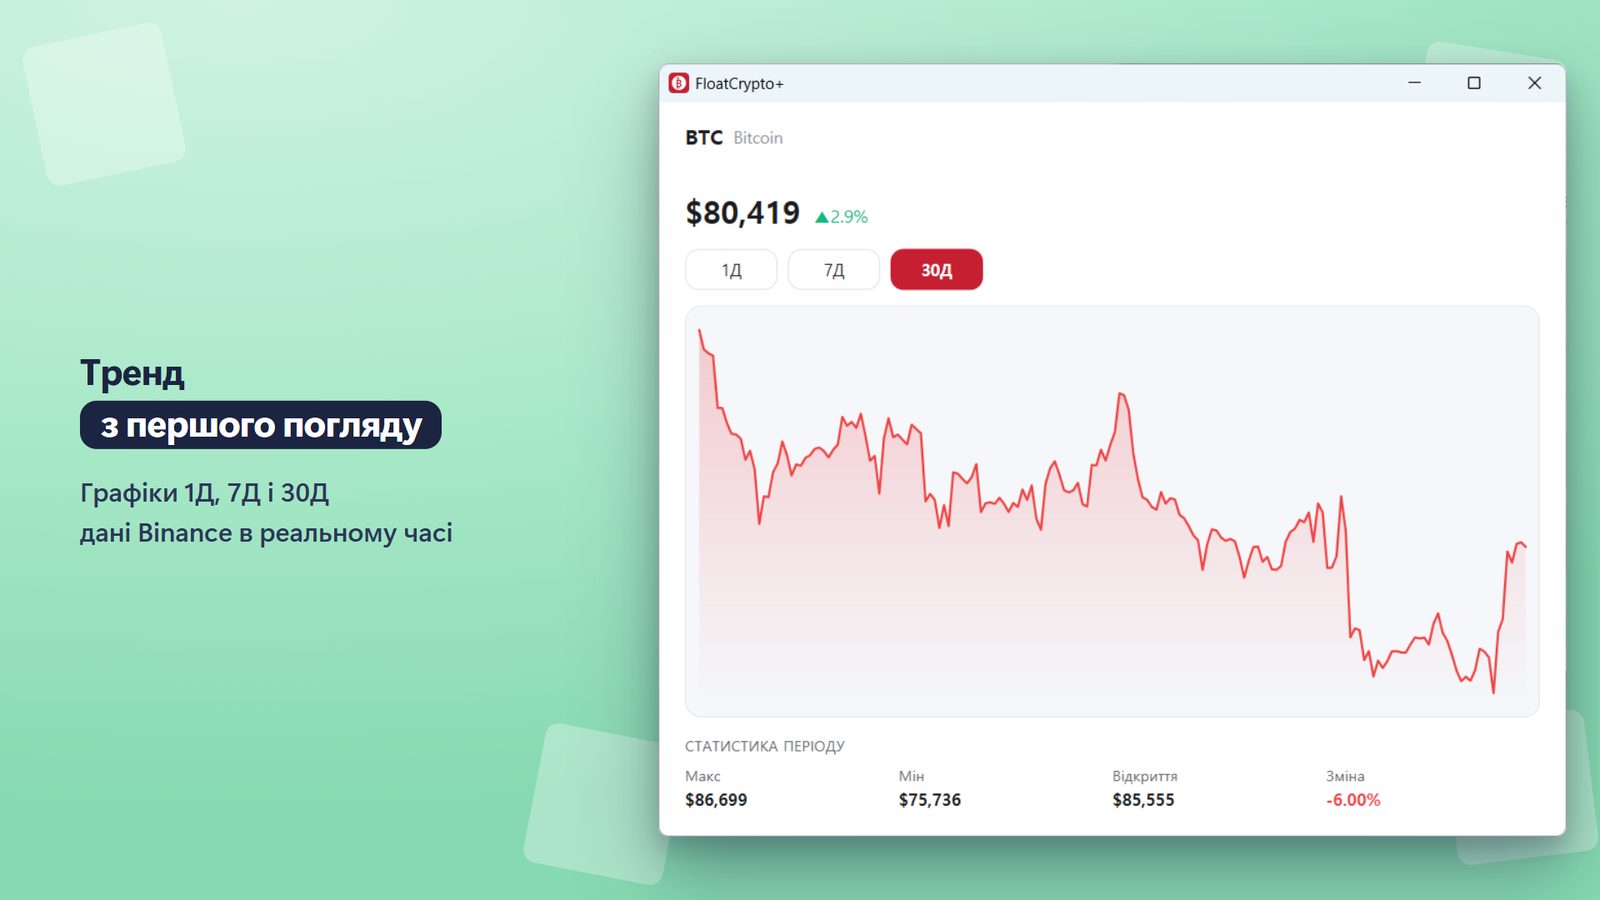 Тренд
з першого погляду
Графіки 1Д, 7Д і 30Д
дані Binance в реальному часі
FloatCrypto+
BTC Bitcoin
$80,419 ▲2.9%
1Д 7Д 30Д
СТАТИСТИКА ПЕРІОДУ
Макс Мін Відкриття Зміна
$86,699 $75,736 $85,555 -6.00%